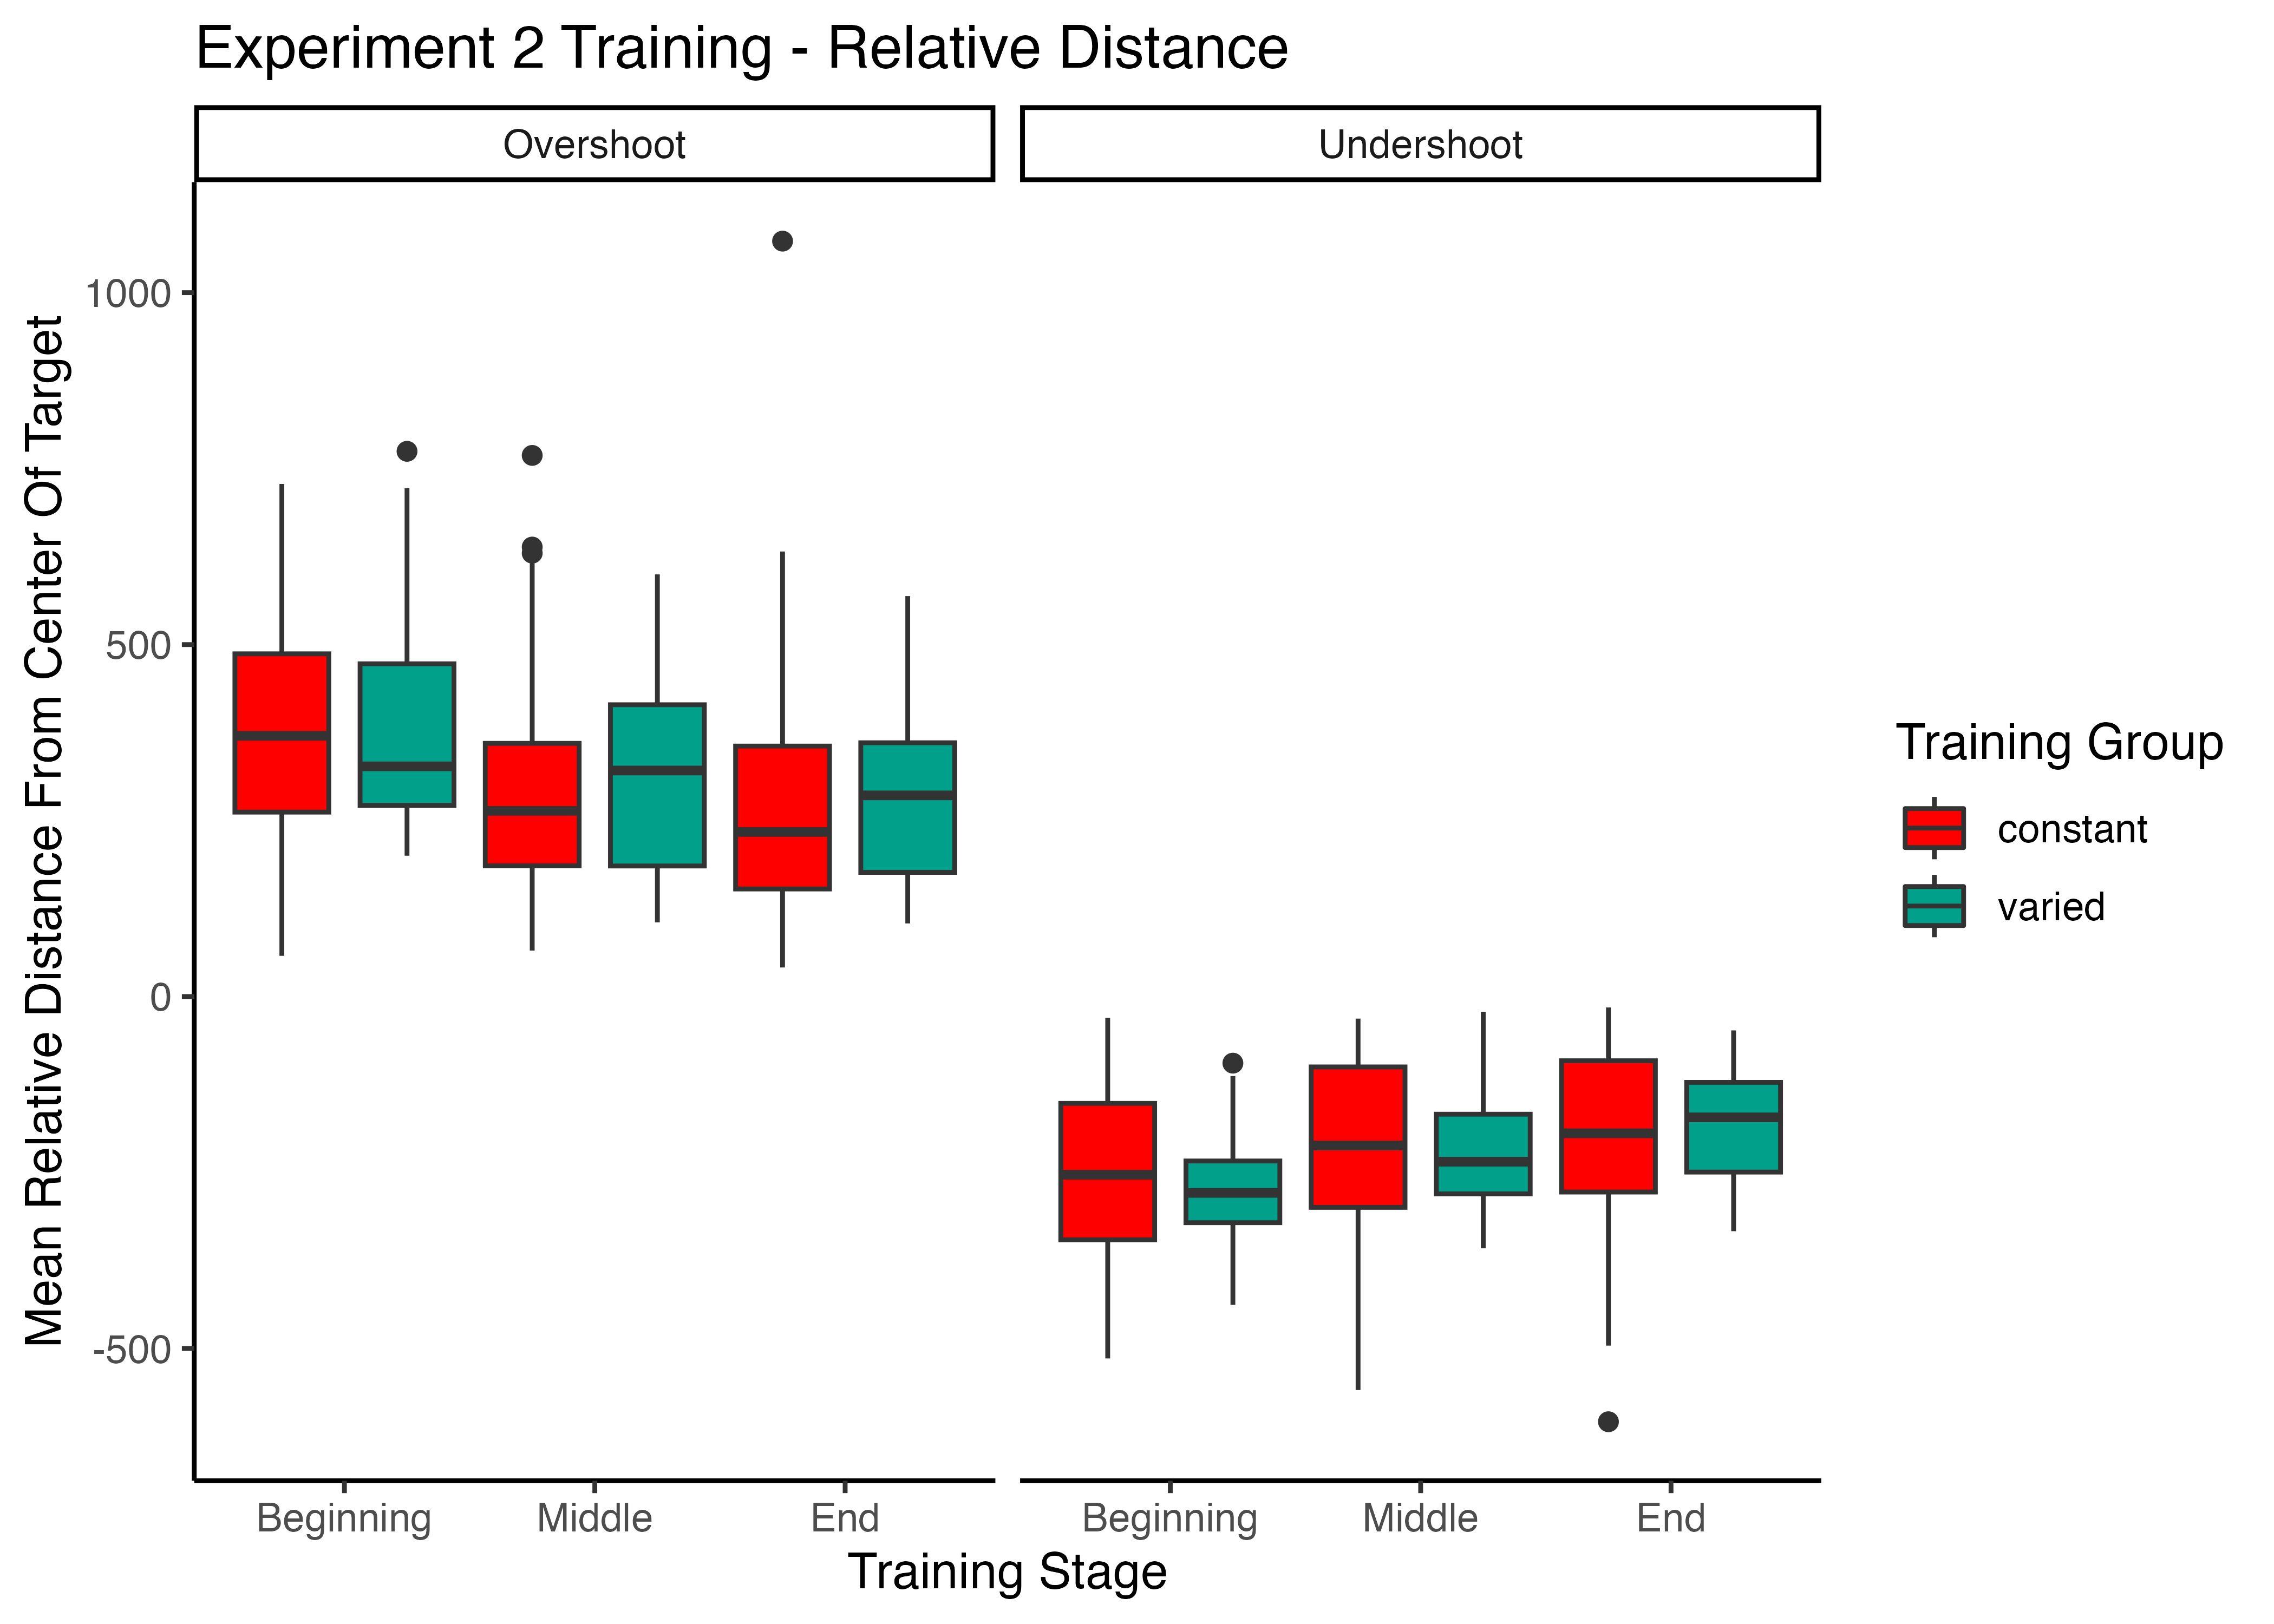 Experiment 2 Training - Relative Distance
Overshoot
Undershoot
Mean Relative Distance From Center Of Target
1000
500
0
-500
Beginning
Middle
End
Beginning
Middle
End
Training Stage
Training Group
constant
varied